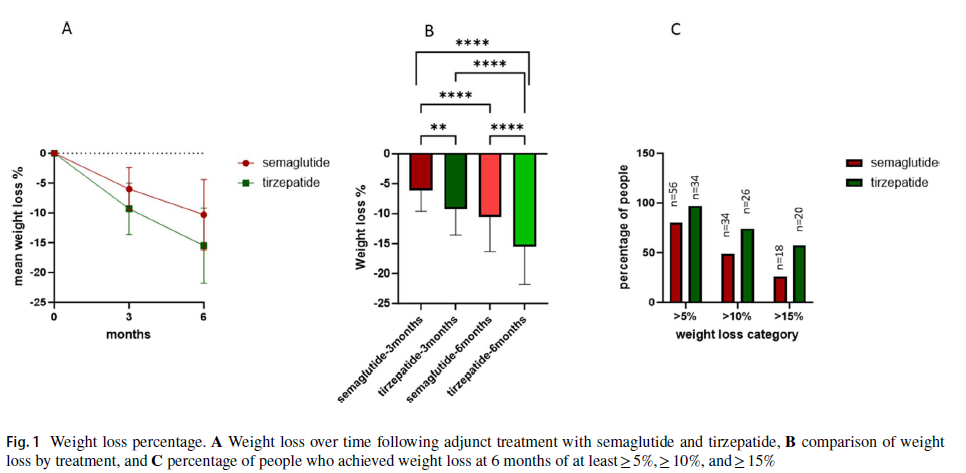 A
B
C
mean weight loss %
0
-5
-10
-15
-20
-25
0
3
6
months
semaglutide
tirzepatide
****
****
****
**
****
Weight loss %
0
-5
-10
-15
-20
-25
semaglutide-3months
tirzepatide-3months
semaglutide-6months
tirzepatide-6months
percentage of people
150
100
50
0
n=56
n=34
n=34
n=26
n=18
n=20
>5%
>10%
>15%
weight loss category
semaglutide
tirzepatide
Fig. 1 Weight loss percentage. A Weight loss over time following adjunct treatment with semaglutide and tirzepatide, B comparison of weight
loss by treatment, and C percentage of people who achieved weight loss at 6 months of at least ≥ 5%, ≥ 10%, and ≥ 15%